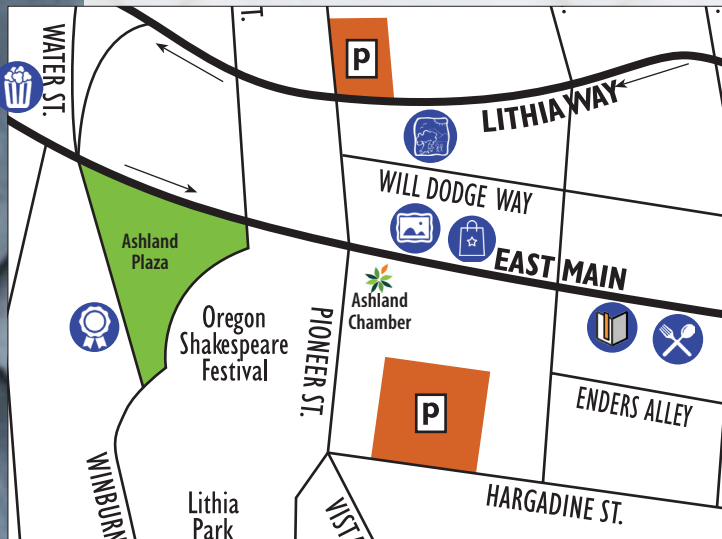 WATER ST.
T.
P
LITHIA WAY
WILL DODGE WAY
EAST MAIN
Ashland
Plaza
Ashland
Chamber
Oregon
Shakespeare
Festival
PIONEER ST.
P
ENDERS ALLEY
HARGADINE ST.
WINBURN
Lithia
Park
VIST